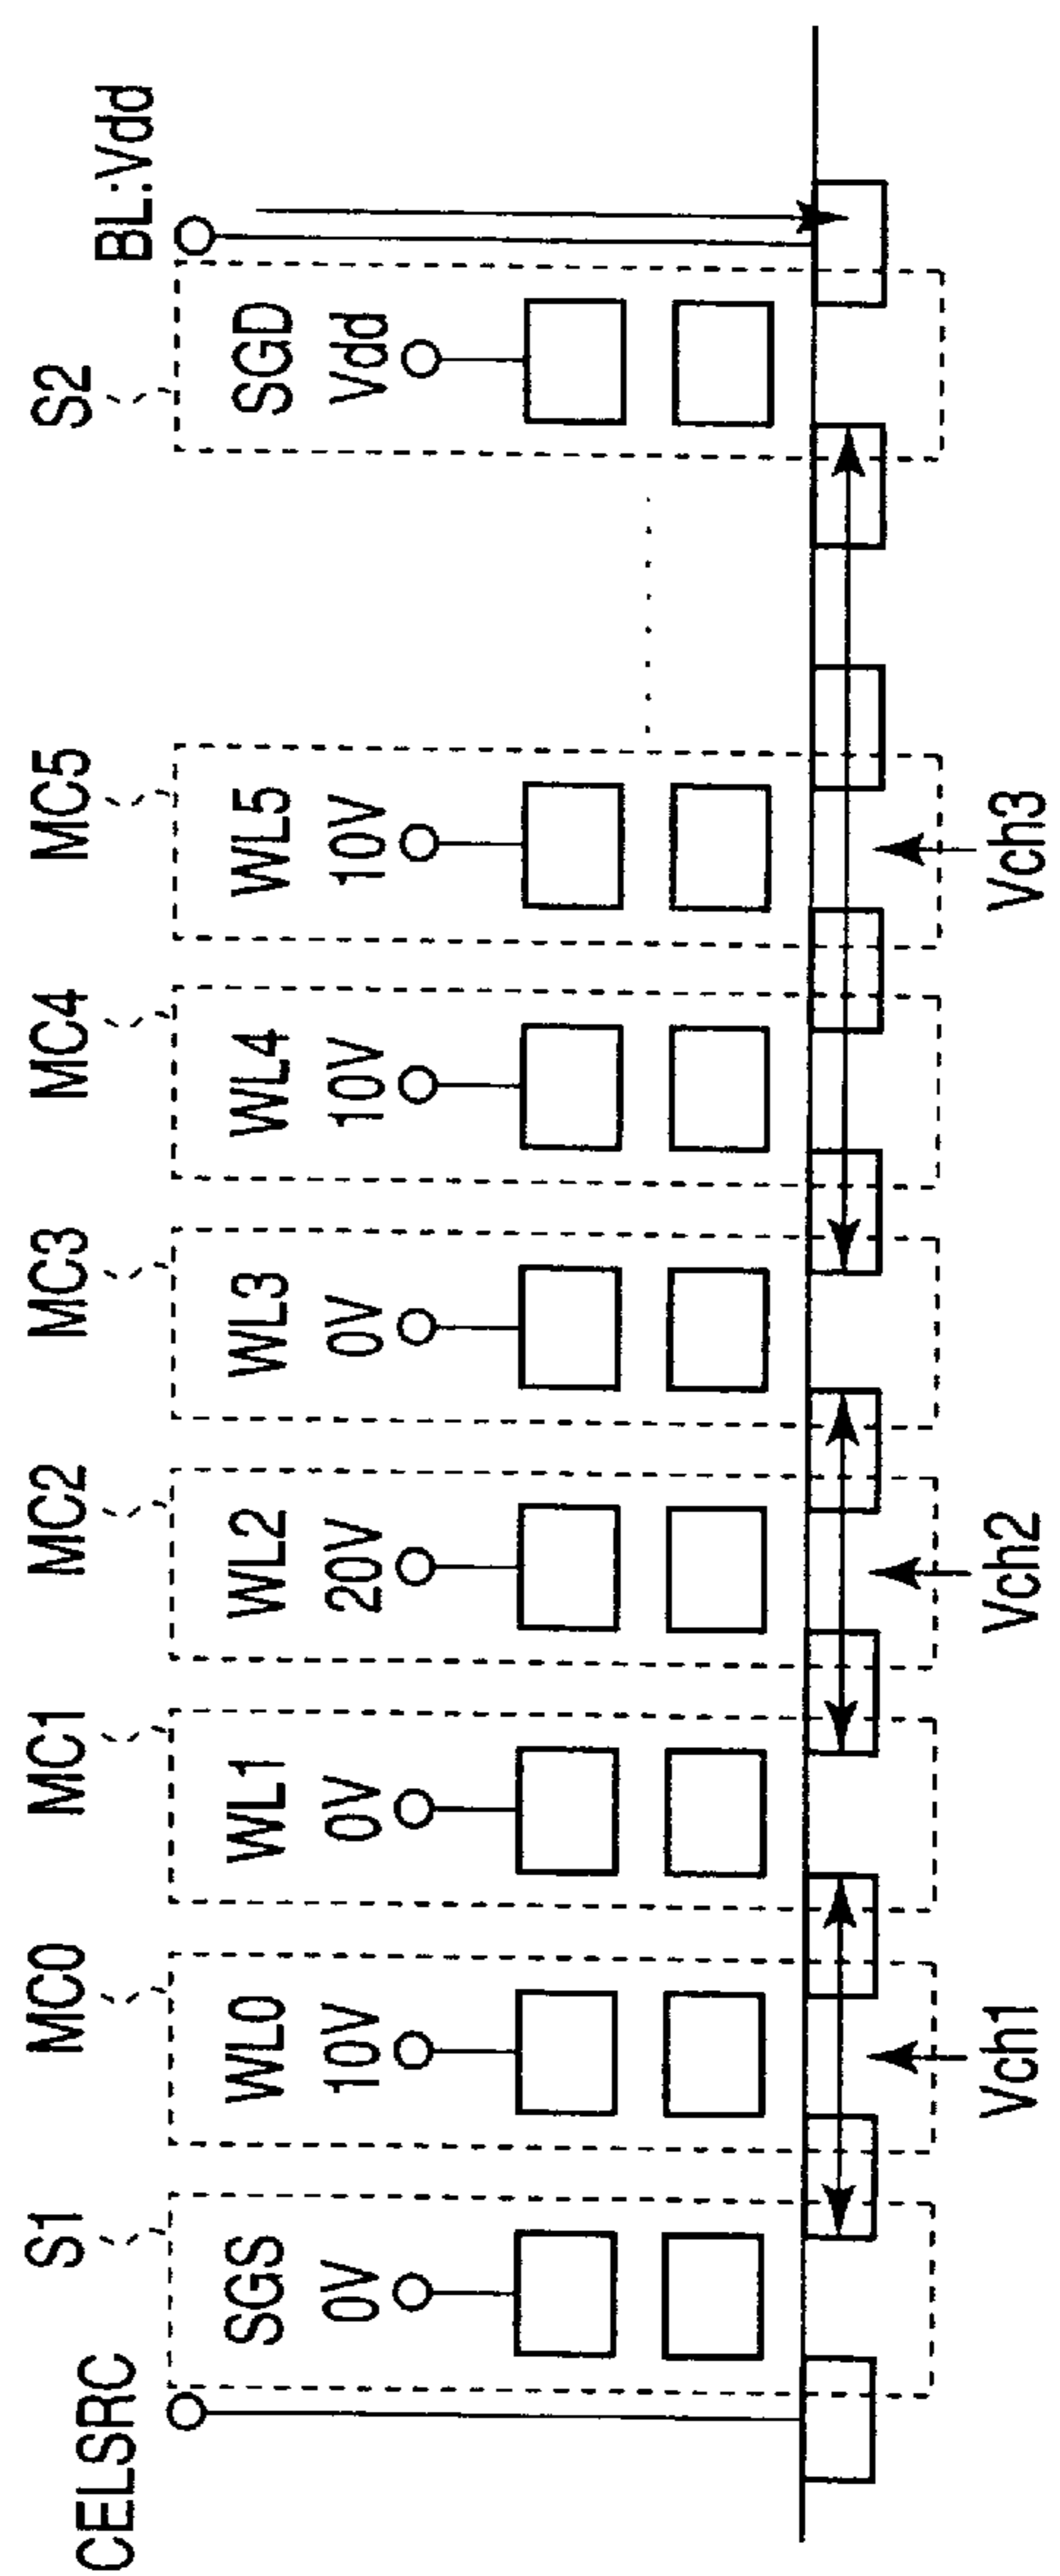 S1
MC0
MC1
MC2
MC3
MC4
MC5
S2
CELSRC
SGS
0V
WL0
10V
WL1
0V
WL2
20V
WL3
0V
WL4
10V
WL5
10V
SGD
Vdd
BL:Vdd
Vch1
Vch2
Vch3